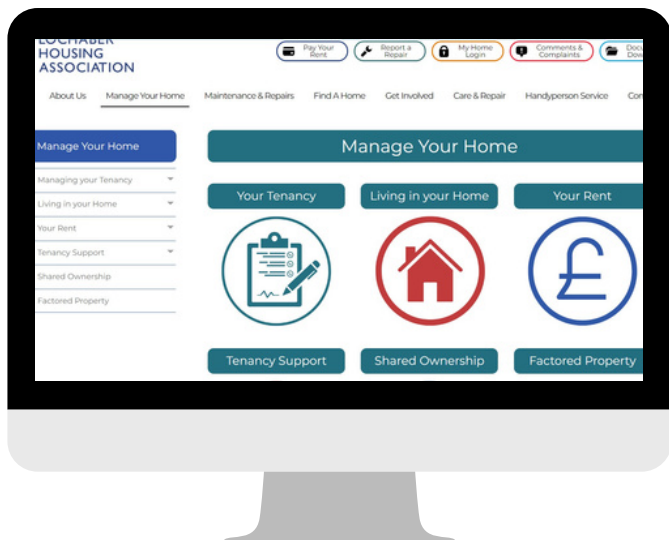 LOCHABER
HOUSING
ASSOCIATION
Pay Your
Rent
Report a
Repair
My Home
Login
Comments &
Complaints
About Us Manage Your Home Maintenance & Repairs Find A Home Get Involved Care & Repair Handyperson Service
Manage Your Home
Managing your Tenancy
Living in your Home
Your Rent
Tenancy Support
Shared Ownership
Factored Property
Manage Your Home
Your Tenancy Living in your Home Your Rent
£
Tenancy Support Shared Ownership Factored Property